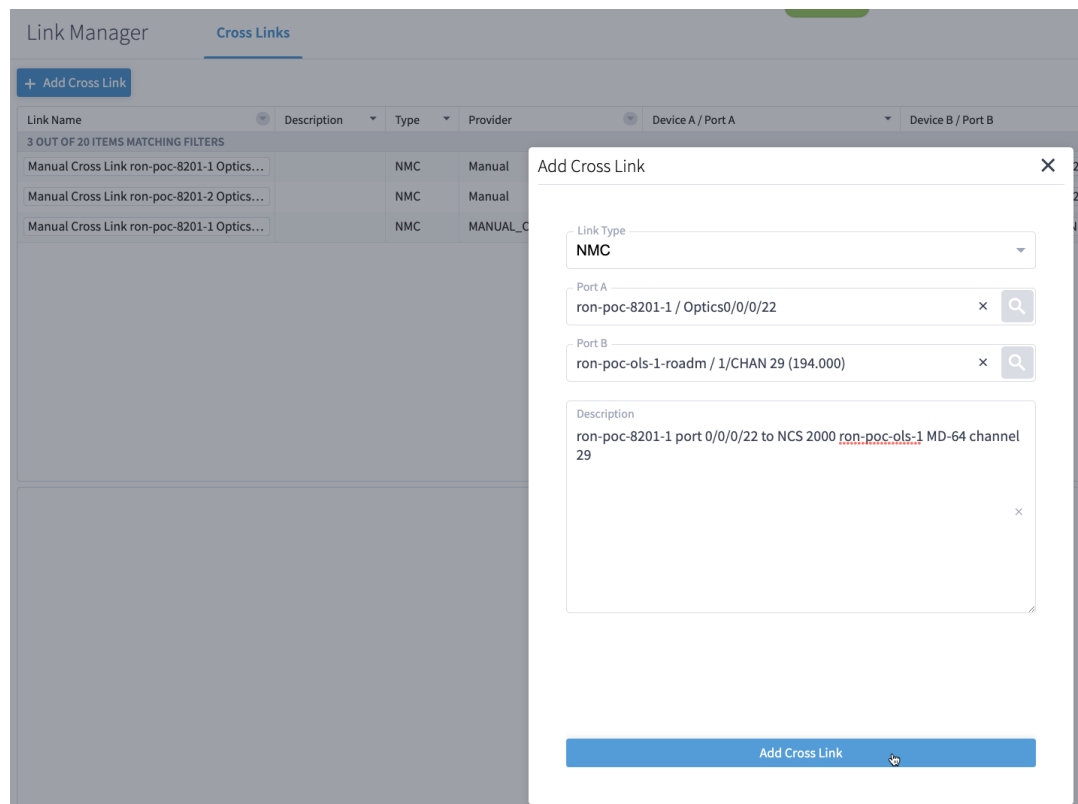 Link Manager
Cross Links
+ Add Cross Link
Link Name
Description
Type
Provider
Device A / Port A
Device B / Port B
3 OUT OF 20 ITEMS MATCHING FILTERS
Manual Cross Link ron-poc-8201-1 Optics... NMC Manual
Manual Cross Link ron-poc-8201-2 Optics... NMC Manual
Manual Cross Link ron-poc-8201-1 Optics... NMC MANUAL_C
Add Cross Link
Link Type
NMC
Port A
ron-poc-8201-1 / Optics0/0/0/22
Port B
ron-poc-ols-1-roadm / 1/CHAN 29 (194.000)
Description
ron-poc-8201-1 port 0/0/0/22 to NCS 2000 ron-poc-ols-1 MD-64 channel
29
Add Cross Link